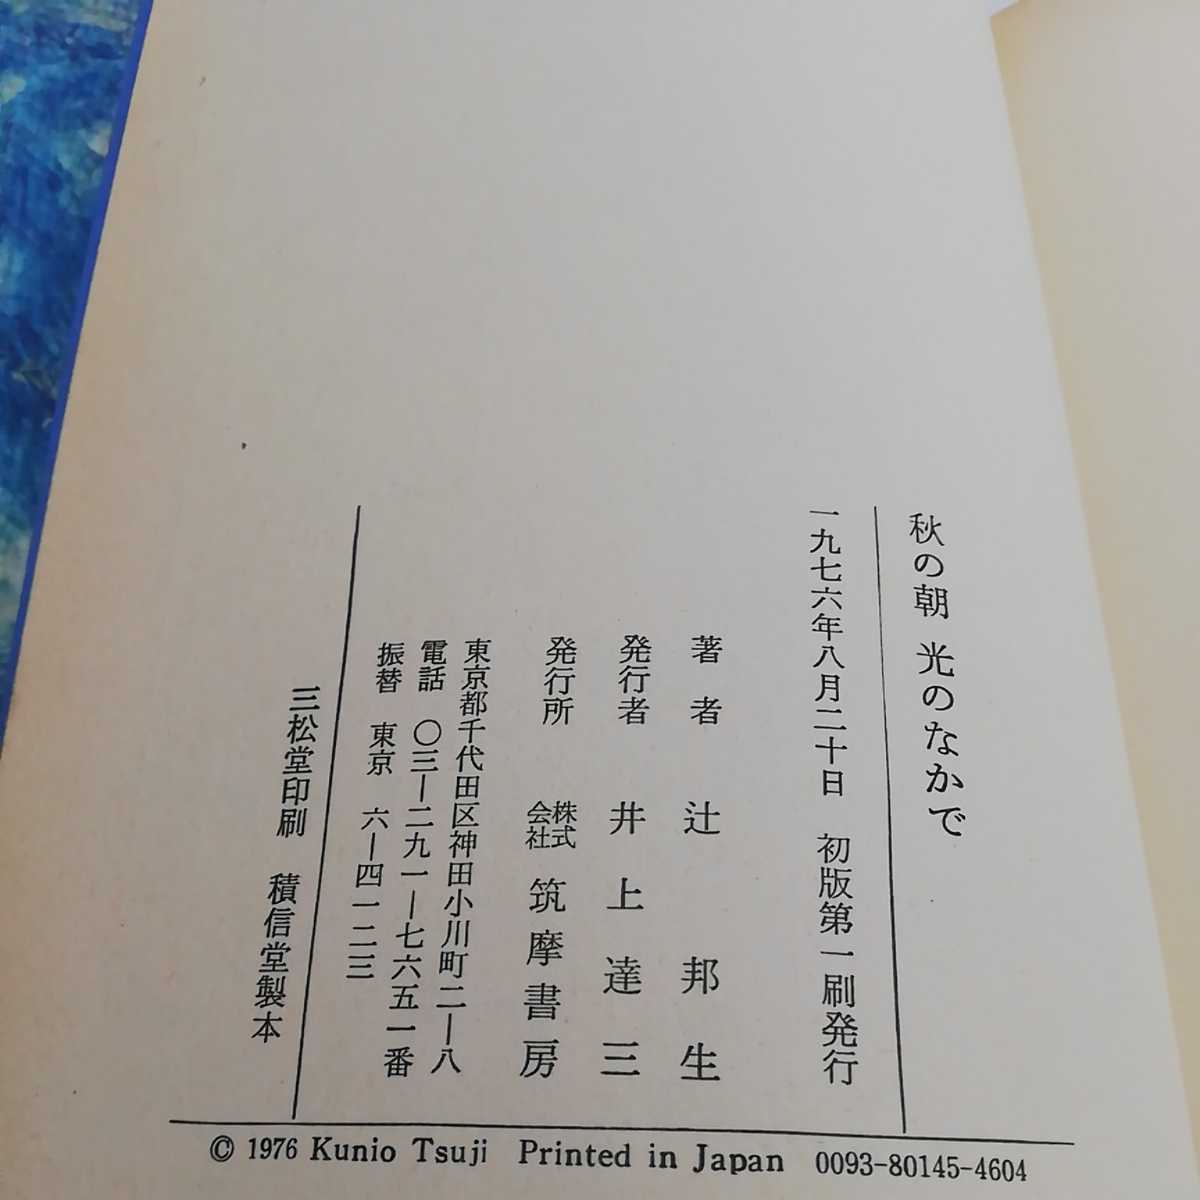 秋の朝 光のなかで
一九七六年八月二十日 初版第一刷発行
著者 辻邦生
発行者 井上達三
発行所 株式会社 筑摩書房
東京都千代田区神田小川町二―八
電話 〇三―二九一―七六五一番
振替 東京 六―四一二三
三松堂印刷 積信堂製本
© 1976 Kunio Tsuji Printed in Japan 0093-80145-4604